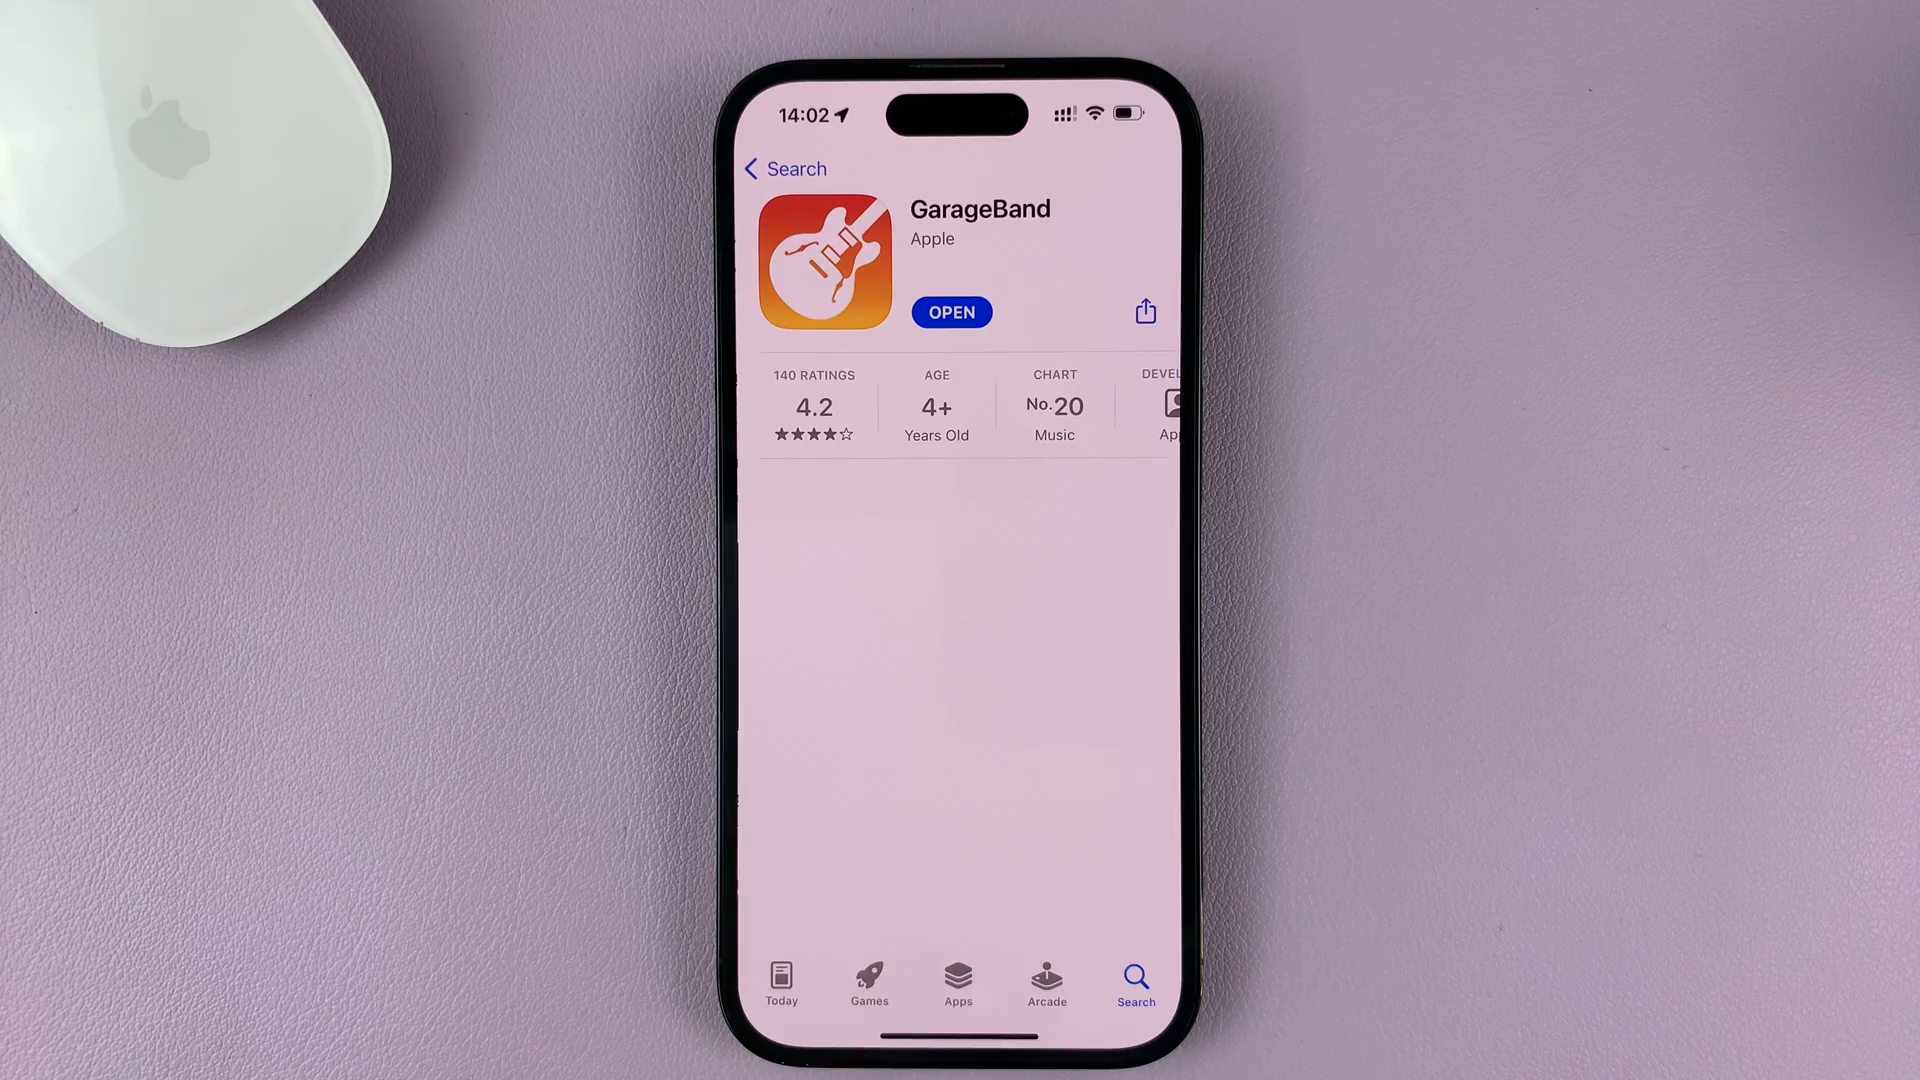 14:02
Search
GarageBand
Apple
OPEN
140 RATINGS AGE CHART DEVEL
4.2 4+ No.20
Years Old Music App
Today Games Apps Arcade Search